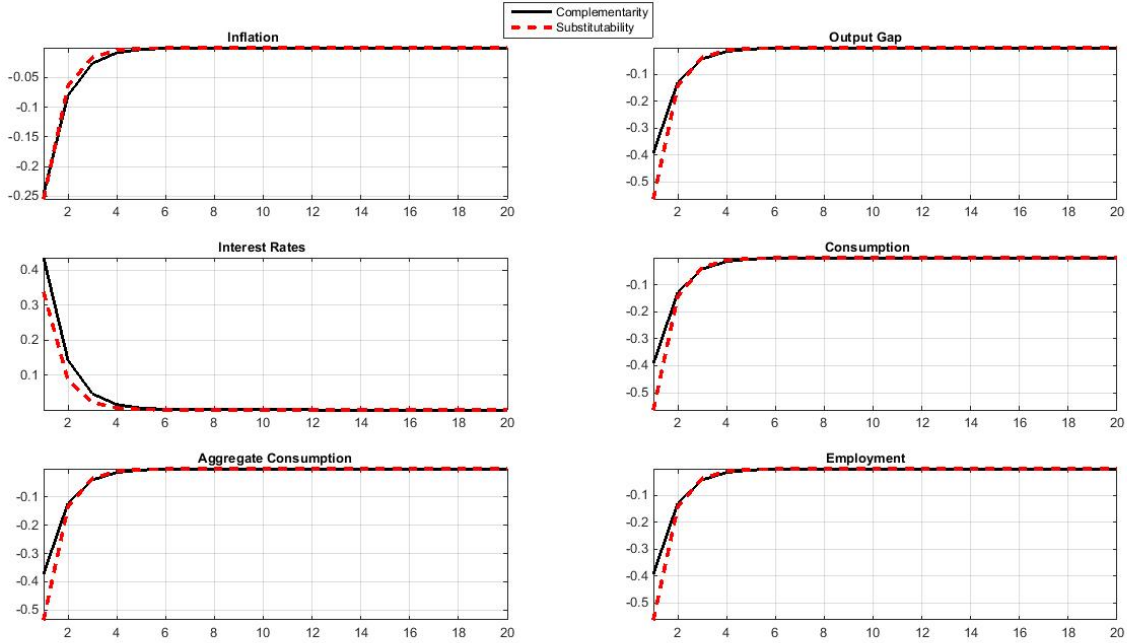 Complementarity
Substitutability
Inflation
-0.05
-0.1
-0.15
-0.2
-0.25
2 4 6 8 10 12 14 16 18 20
Output Gap
-0.1
-0.2
-0.3
-0.4
-0.5
2 4 6 8 10 12 14 16 18 20
Interest Rates
0.4
0.3
0.2
0.1
2 4 6 8 10 12 14 16 18 20
Consumption
-0.1
-0.2
-0.3
-0.4
-0.5
2 4 6 8 10 12 14 16 18 20
Aggregate Consumption
-0.1
-0.2
-0.3
-0.4
-0.5
2 4 6 8 10 12 14 16 18 20
Employment
-0.1
-0.2
-0.3
-0.4
-0.5
2 4 6 8 10 12 14 16 18 20